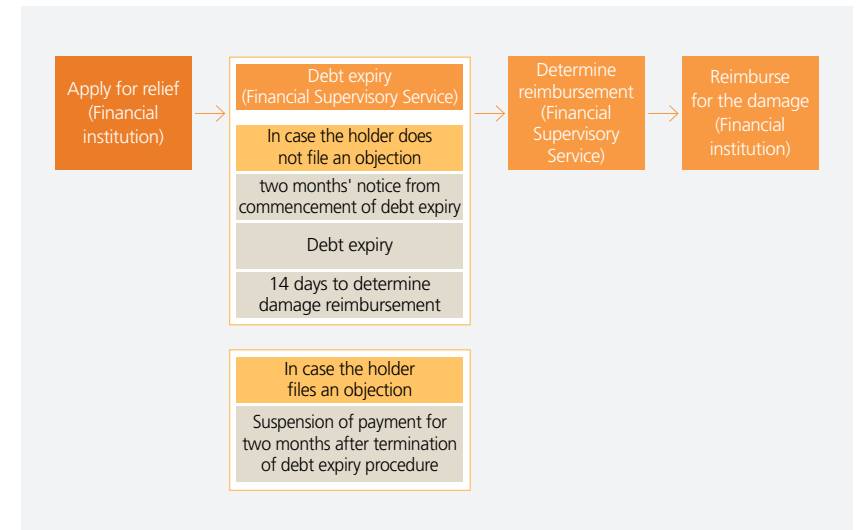 Apply for relief
(Financial
institution)
Debt expiry
(Financial Supervisory Service)
In case the holder does
not file an objection
two months' notice from
commencement of debt expiry
Debt expiry
14 days to determine
damage reimbursement
In case the holder
files an objection
Suspension of payment for
two months after termination
of debt expiry procedure
Determine
reimbursement
(Financial
Supervisory
Service)
Reimburse
for the damage
(Financial
institution)